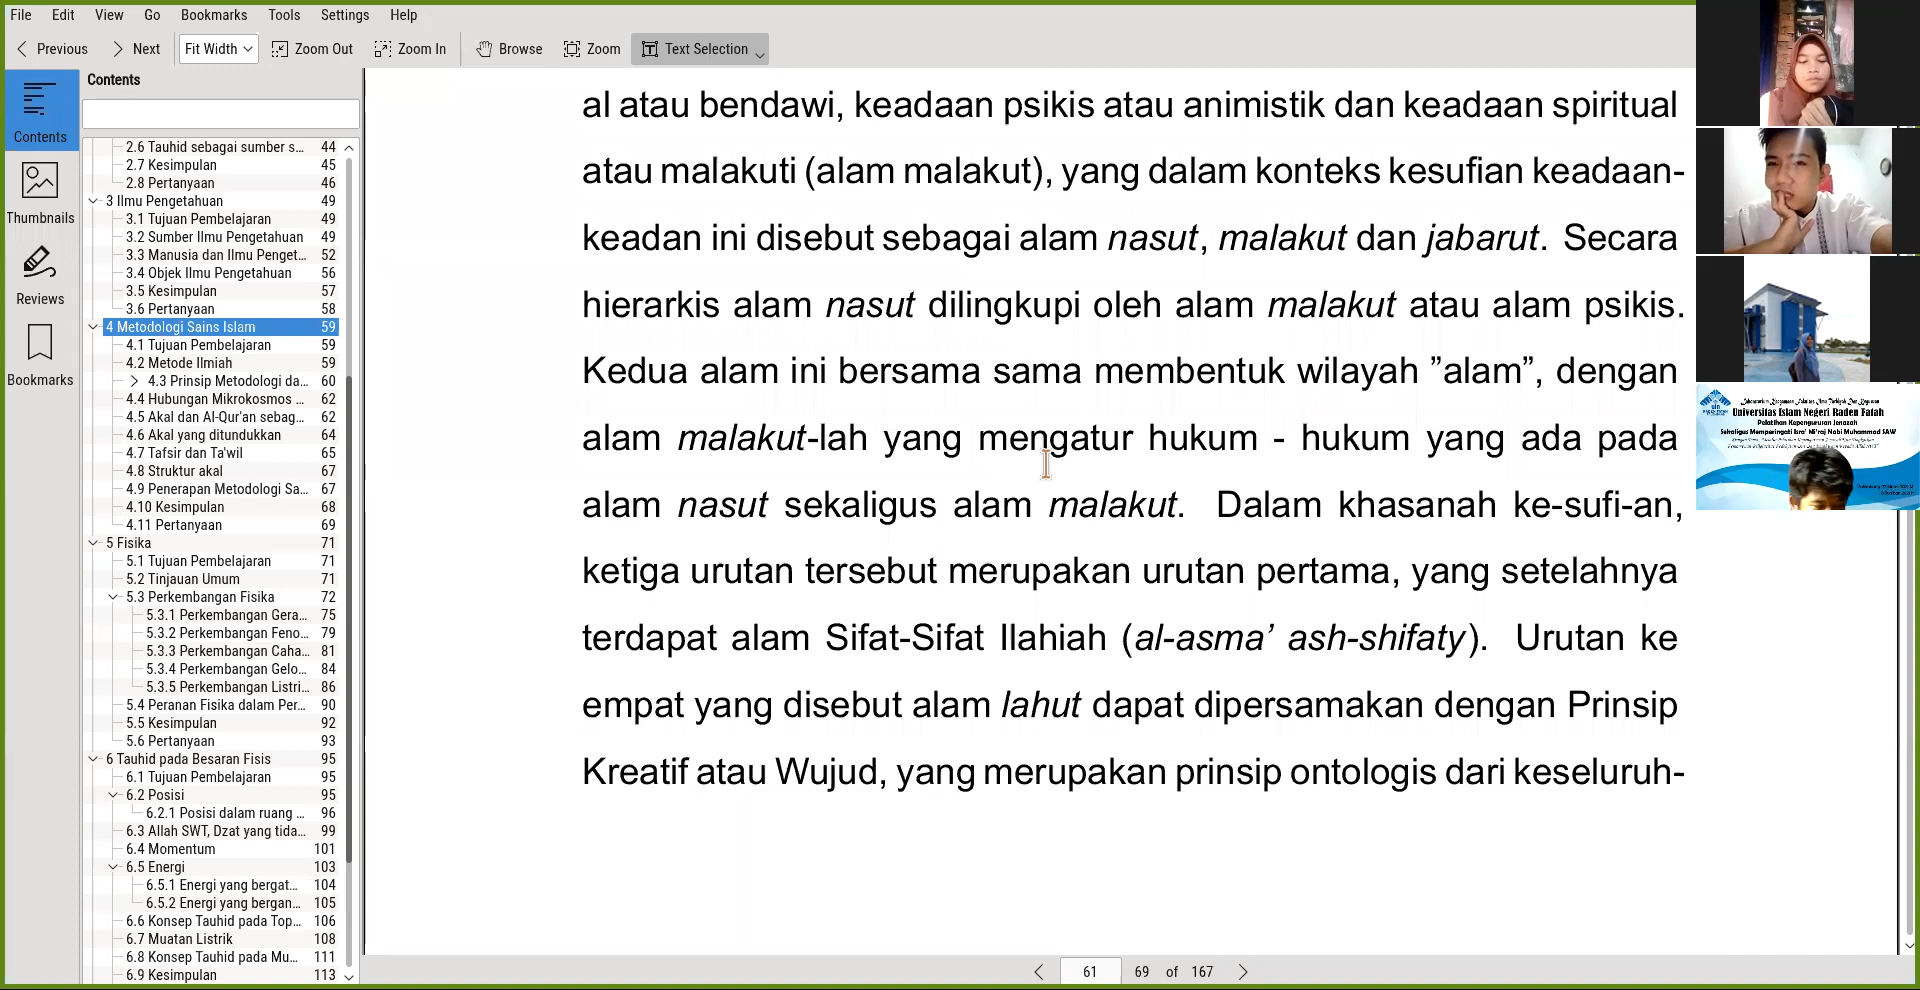 File Edit View Go Bookmarks Tools Settings Help
Previous Next Fit Width Zoom Out Zoom In Browse Zoom Text Selection
Contents
Contents
Thumbnails
Reviews
Bookmarks
2.6 Tauhid sebagai sumber s... 44
2.7 Kesimpulan 45
2.8 Pertanyaan 46
3 Ilmu Pengetahuan 49
3.1 Tujuan Pembelajaran 49
3.2 Sumber Ilmu Pengetahuan 49
3.3 Manusia dan Ilmu Penget... 52
3.4 Objek Ilmu Pengetahuan 56
3.5 Kesimpulan 57
3.6 Pertanyaan 58
4 Metodologi Sains Islam 59
4.1 Tujuan Pembelajaran 59
4.2 Metode Ilmiah 59
4.3 Prinsip Metodologi da... 60
4.4 Hubungan Mikrokosmos ... 62
4.5 Akal dan Al-Qur'an sebag... 62
4.6 Akal yang ditundukkan 64
4.7 Tafsir dan Ta'wil 65
4.8 Struktur akal 67
4.9 Penerapan Metodologi Sa... 67
4.10 Kesimpulan 68
4.11 Pertanyaan 69
5 Fisika 71
5.1 Tujuan Pembelajaran 71
5.2 Tinjauan Umum 71
5.3 Perkembangan Fisika 72
5.3.1 Perkembangan Gera... 75
5.3.2 Perkembangan Feno... 79
5.3.3 Perkembangan Caha... 81
5.3.4 Perkembangan Gelo... 84
5.3.5 Perkembangan Listri... 86
5.4 Peranan Fisika dalam Per... 90
5.5 Kesimpulan 92
5.6 Pertanyaan 93
6 Tauhid pada Besaran Fisis 95
6.1 Tujuan Pembelajaran 95
6.2 Posisi 95
6.2.1 Posisi dalam ruang ... 96
6.3 Allah SWT, Dzat yang tida... 99
6.4 Momentum 101
6.5 Energi 103
6.5.1 Energi yang bergat... 104
6.5.2 Energi yang bergan... 105
6.6 Konsep Tauhid pada Top... 106
6.7 Muatan Listrik 108
6.8 Konsep Tauhid pada Mu... 111
6.9 Kesimpulan 113
al atau bendawi, keadaan psikis atau animistik dan keadaan spiritual
atau malakuti (alam malakut), yang dalam konteks kesufian keadaan-
keadan ini disebut sebagai alam nasut, malakut dan jabarut. Secara
hierarkis alam nasut dilingkupi oleh alam malakut atau alam psikis.
Kedua alam ini bersama sama membentuk wilayah ”alam”, dengan
alam malakut-lah yang mengatur hukum - hukum yang ada pada
alam nasut sekaligus alam malakut. Dalam khasanah ke-sufi-an,
ketiga urutan tersebut merupakan urutan pertama, yang setelahnya
terdapat alam Sifat-Sifat Ilahiah (al-asma’ ash-shifaty). Urutan ke
empat yang disebut alam lahut dapat dipersamakan dengan Prinsip
Kreatif atau Wujud, yang merupakan prinsip ontologis dari keseluruh-
61 69 of 167
Universitas Islam Negeri Raden Fatah
Pelatihan Kepengurusan Jenazah
Sekaligus Memperingati Isra' Mi'raj Nabi Muhammad SAW